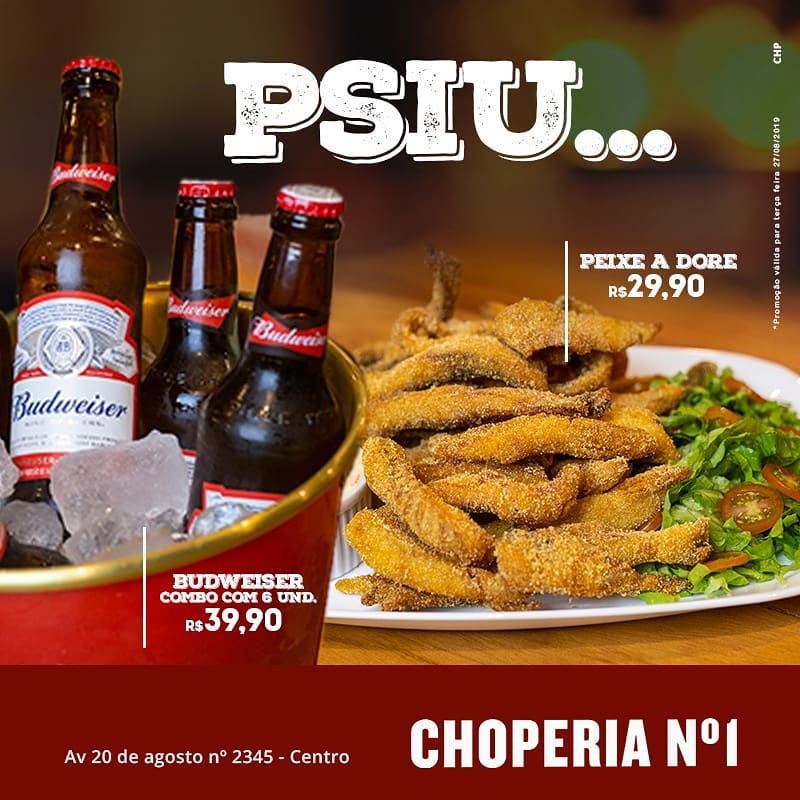 PSIU...
CHP
*Promoção válida para terça feira 27/08/2019
PEIXE A DORE
R$29,90
Budweiser
Budweiser
Budweiser
Budweiser
BUDWEISER
COMBO COM 6 UND.
R$39,90
Av 20 de agosto nº 2345 - Centro
CHOPERIA Nº1